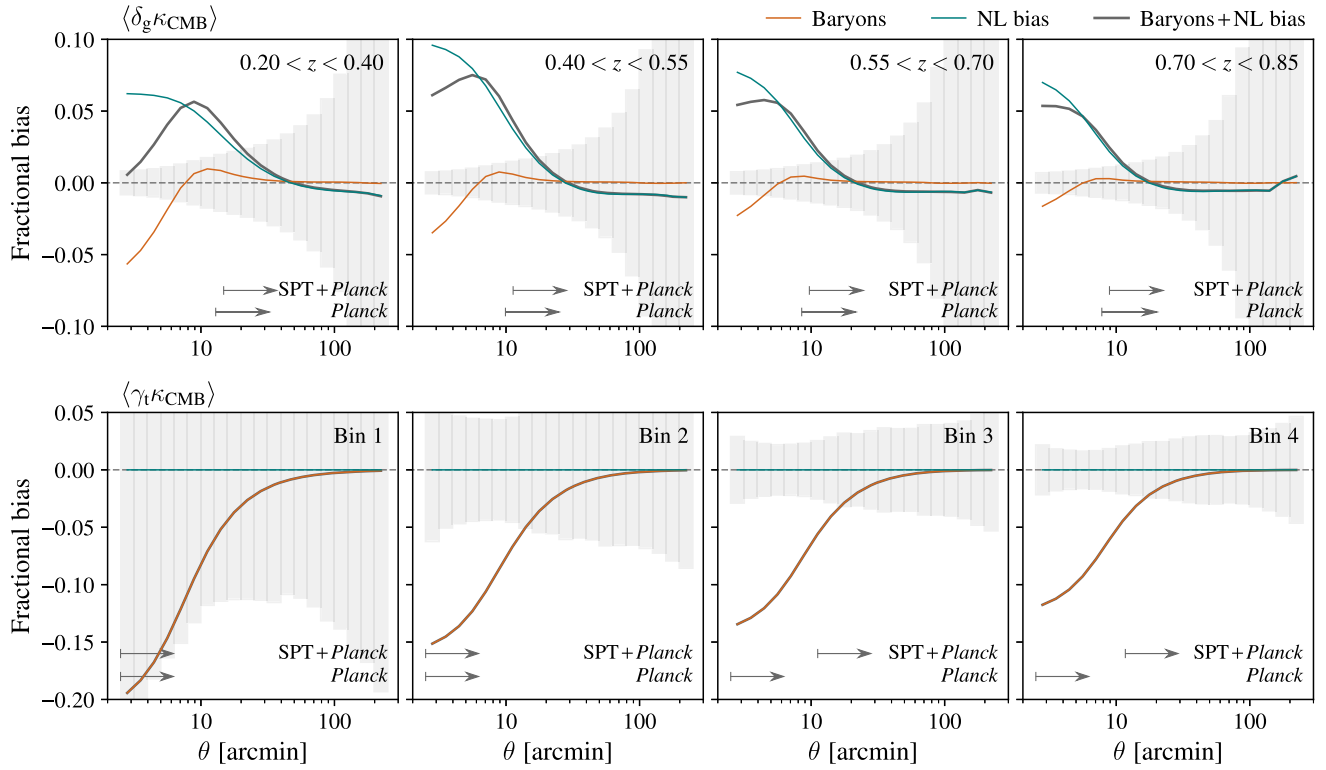 ⟨δgκCMB⟩
Baryons NL bias Baryons+NL bias
0.10
0.05
0.00
−0.05
−0.10
Fractional bias
0.20 < z < 0.40
SPT+Planck
Planck
10 100
0.40 < z < 0.55
SPT+Planck
Planck
10 100
0.55 < z < 0.70
SPT+Planck
Planck
10 100
0.70 < z < 0.85
SPT+Planck
Planck
10 100
⟨γtκCMB⟩
0.05
0.00
−0.05
−0.10
−0.15
−0.20
Fractional bias
Bin 1
SPT+Planck
Planck
10 100
θ [arcmin]
Bin 2
SPT+Planck
Planck
10 100
θ [arcmin]
Bin 3
SPT+Planck
Planck
10 100
θ [arcmin]
Bin 4
SPT+Planck
Planck
10 100
θ [arcmin]